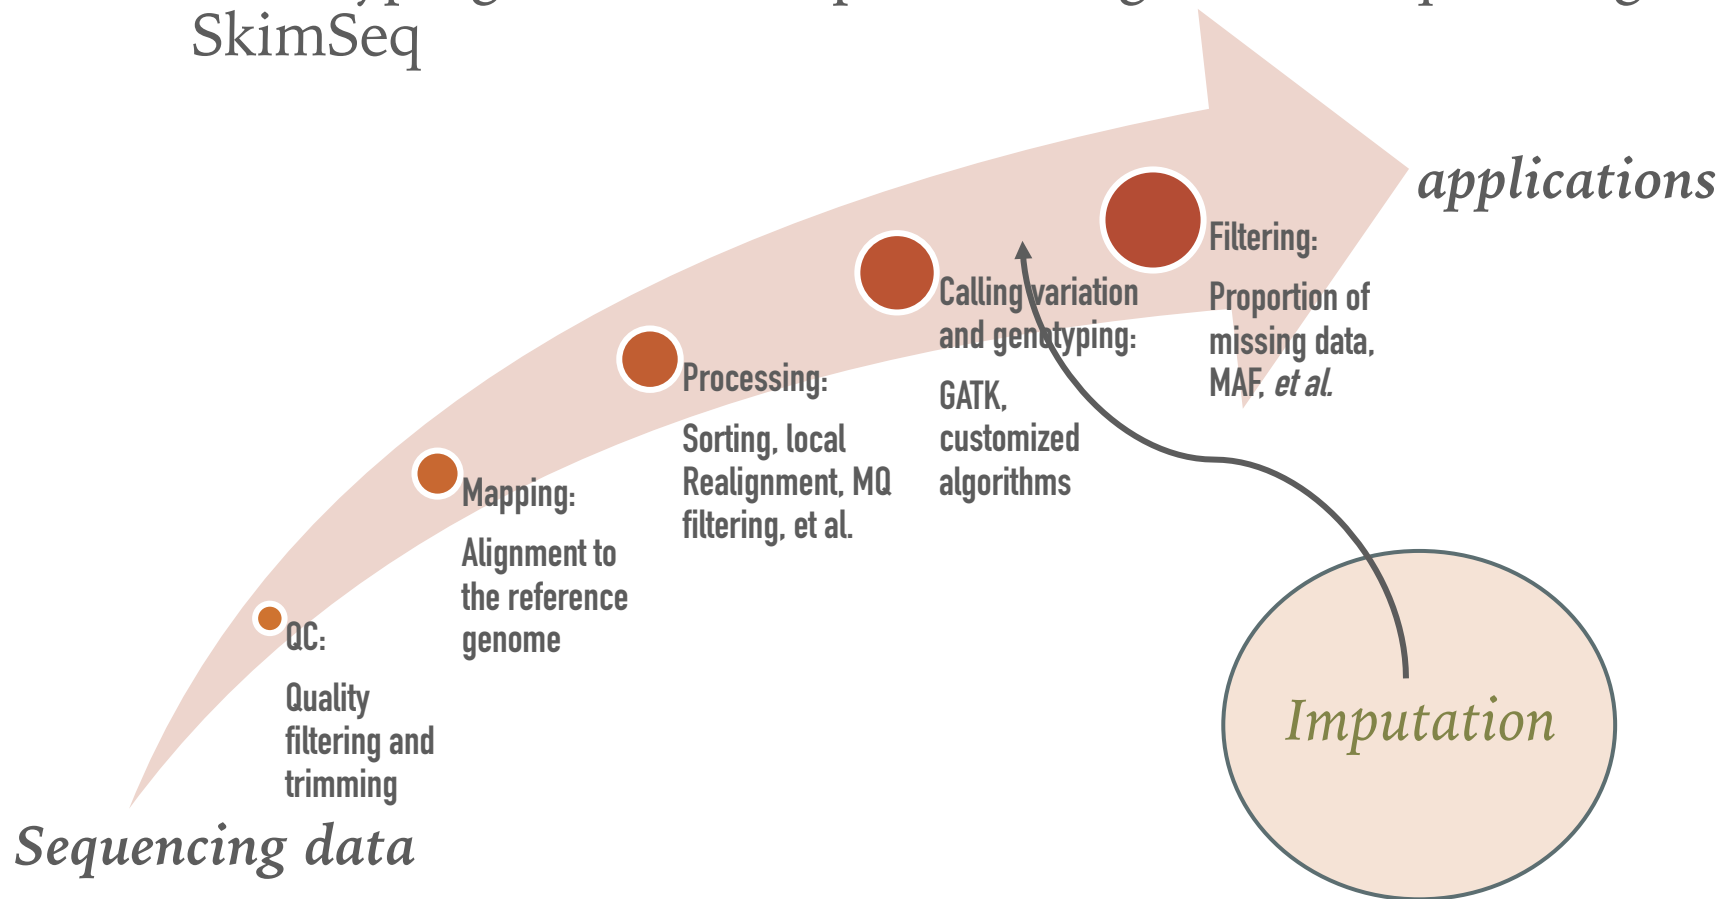 SkimSeq
applications
Filtering:
Proportion of
missing data,
MAF, et al.
Calling variation
and genotyping:
GATK,
customized
algorithms
Processing:
Sorting, local
Realignment, MQ
filtering, et al.
Mapping:
Alignment to
the reference
genome
QC:
Quality
filtering and
trimming
Imputation
Sequencing data